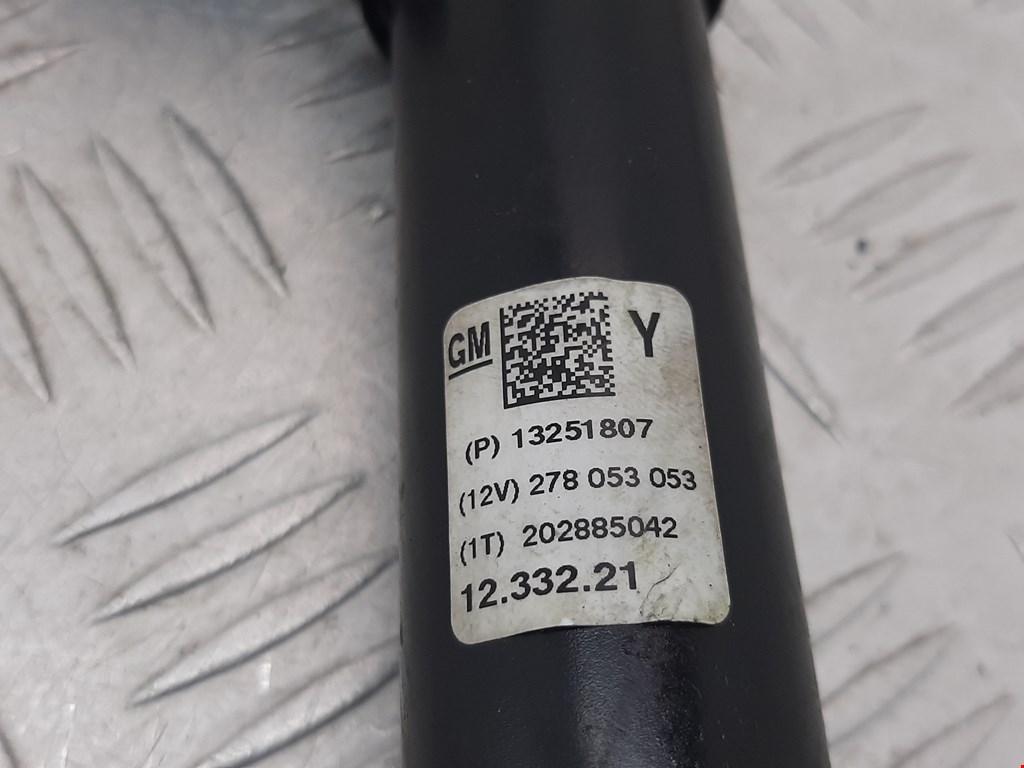 GM Y
(P) 13251807
(12V) 278 053 053
(1T) 202885042
12.332.21